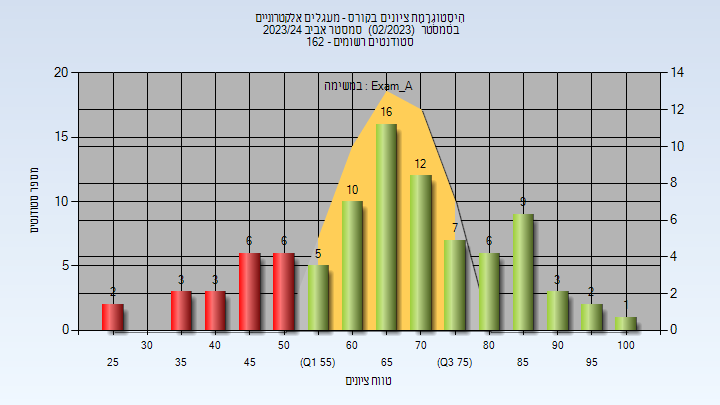 היסטוגרמת ציונים בקורס - מעגלים אלקטרוניים
בסמסטר (02/2023) סמסטר אביב 2023/24
סטודנטים רשומים - 162
במשימה : Exam_A
20 14
12
15
10
10 8
6
5 4
2
0 0
2 3 3 6 6 5 10 16 12 7 6 9 3 2 1
מספר סטודנטים
30 40 50 60 70 80 90 100
25 35 45 (Q1 55) 65 (Q3 75) 85 95
טווח ציונים